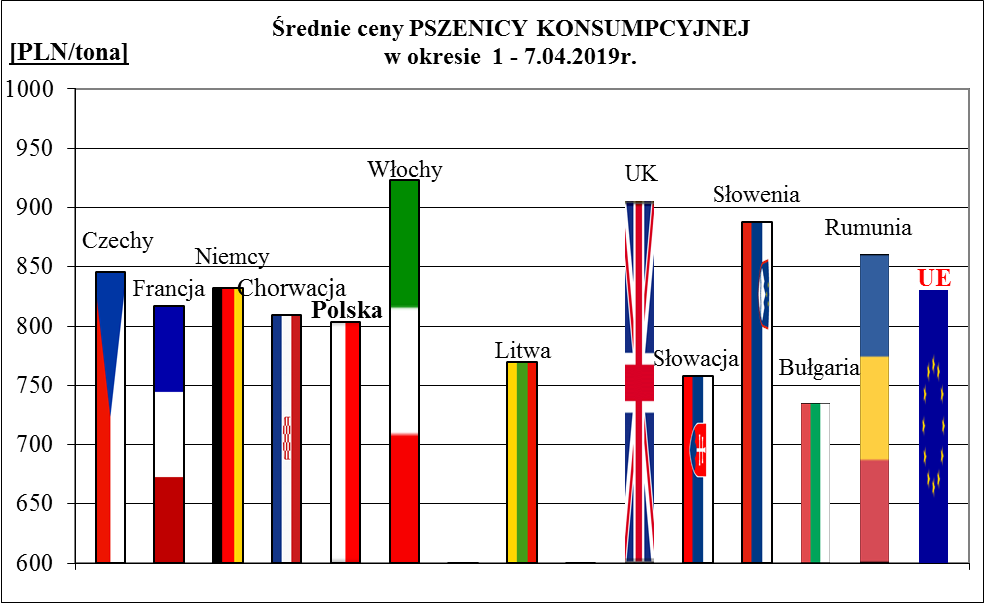 Średnie ceny PSZENICY KONSUMPCYJNEJ
w okresie 1 - 7.04.2019r.
[PLN/tona]
1000
950
900
850
800
750
700
650
600
Czechy
Francja
Niemcy
Chorwacja
Polska
Włochy
Litwa
UK
Słowacja
Słowenia
Bułgaria
Rumunia
UE